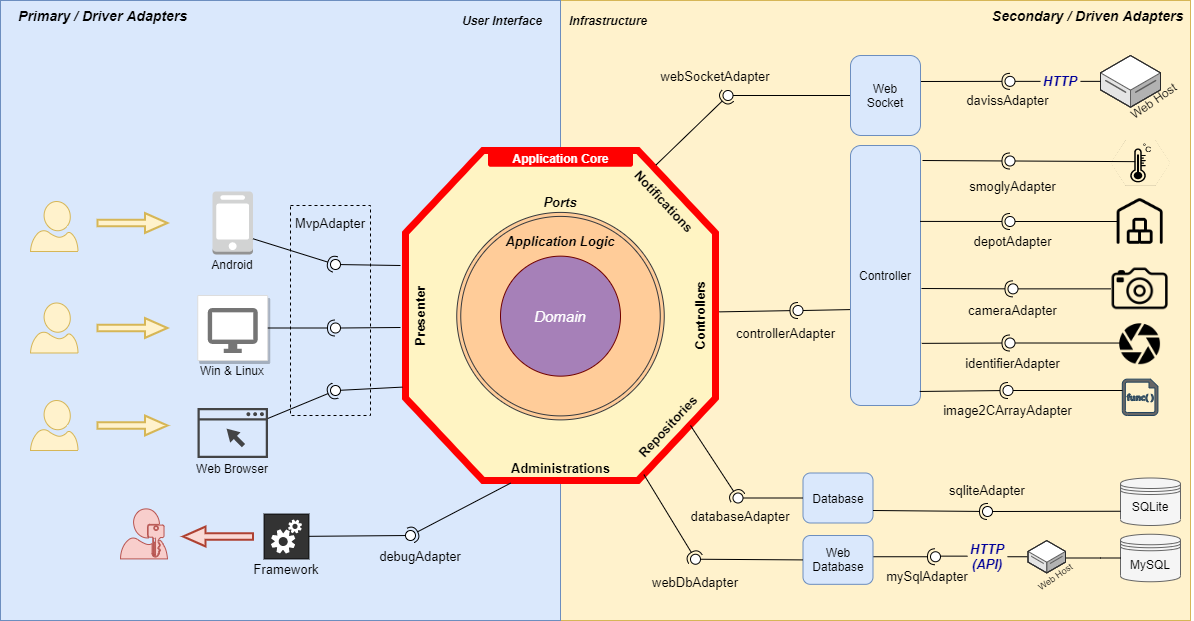 Primary / Driver Adapters
User Interface
Infrastructure
Secondary / Driven Adapters
webSocketAdapter
Web
Socket
davissAdapter
HTTP
Web Host
Application Core
Notifications
Ports
Application Logic
Domain
Presenter
Controllers
Repositories
Administrations
MvpAdapter
Android
Win & Linux
Web Browser
Framework
debugAdapter
controllerAdapter
Controller
smoglyAdapter
°C
depotAdapter
cameraAdapter
identifierAdapter
image2CArrayAdapter
func( )
databaseAdapter
Database
sqliteAdapter
SQLite
webDbAdapter
Web
Database
mySqlAdapter
HTTP
(API)
Web Host
MySQL